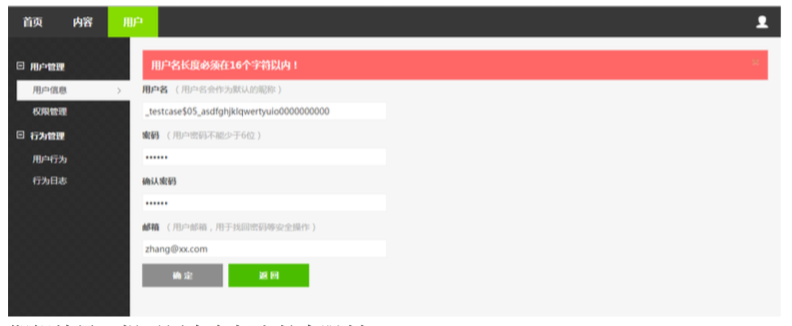 首页 内容 用户
用户管理
用户信息
权限管理
行为管理
用户行为
行为日志
用户名长度必须在16个字符以内！
用户名 （用户名会作为默认的昵称）
_testcase$05_asdfghjklqwertyuio0000000000
密码 （用户密码不能少于6位）
••••••
确认密码
••••••
邮箱 （用户邮箱，用于找回密码等安全操作）
zhang@xx.com
确 定 返 回